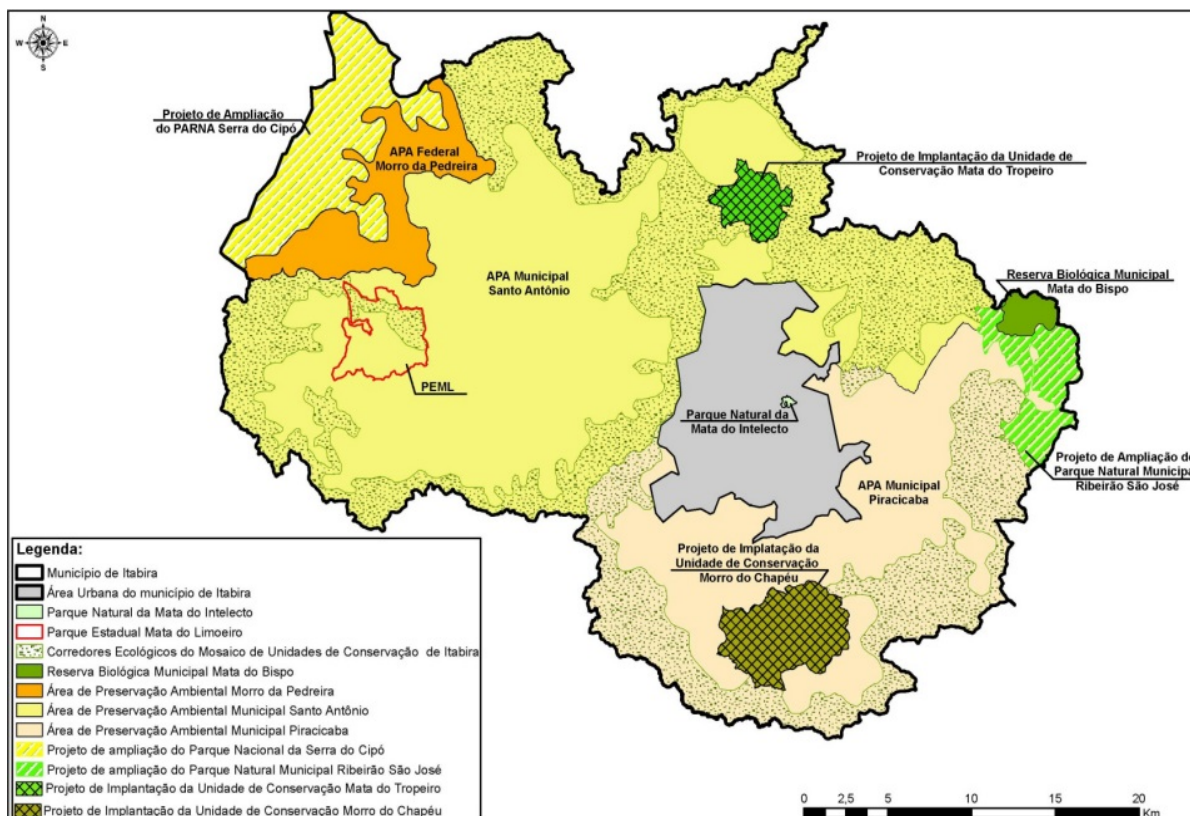 N
W
E
S
Projeto de Ampliação
do PARNA Serra do Cipó
APA Federal
Morro da Pedreira
Projeto de Implantação da Unidade de
Conservação Mata do Tropeiro
APA Municipal
Santo Antônio
Reserva Biológica Municipal
Mata do Bispo
PEML
Parque Natural da
Mata do Intelecto
Projeto de Ampliação do
Parque Natural Municipa
Ribeirão São José
APA Municipal
Piracicaba
Projeto de Implatação da
Unidade de Conservação
Morro do Chapéu
Legenda:
Município de Itabira
Área Urbana do município de Itabira
Parque Natural da Mata do Intelecto
Parque Estadual Mata do Limoeiro
Corredores Ecológicos do Mosaico de Unidades de Conservação de Itabira
Reserva Biológica Municipal Mata do Bispo
Área de Preservação Ambiental Morro da Pedreira
Área de Preservação Ambiental Municipal Santo Antônio
Área de Preservação Ambiental Municipal Piracicaba
Projeto de ampliação do Parque Nacional da Serra do Cipó
Projeto de ampliação do Parque Natural Municipal Ribeirão São José
Projeto de Implantação da Unidade de Conservação Mata do Tropeiro
Projeto de Implantação da Unidade de Conservação Morro do Chapéu
0 2,5 5 10 15 20
Km